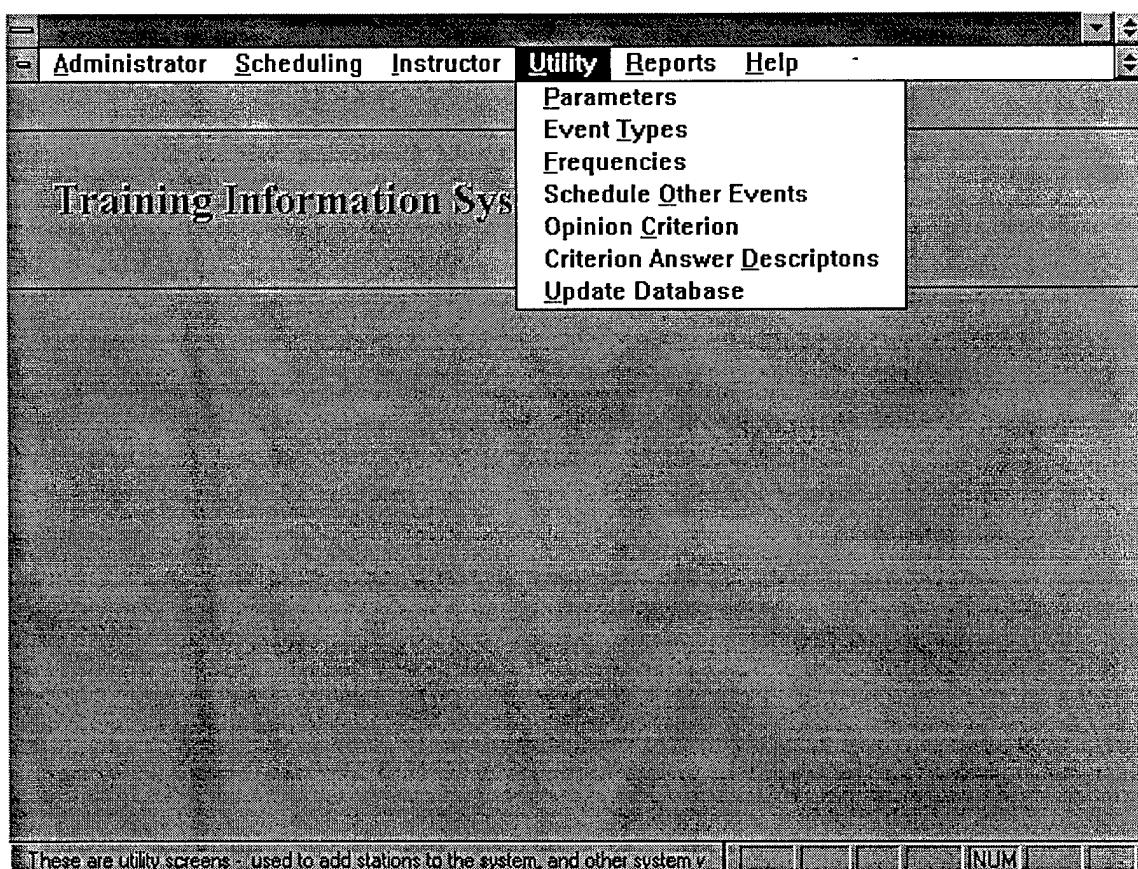 Administrator Scheduling Instructor Utility Reports Help
Parameters
Event Types
Frequencies
Schedule Other Events
Opinion Criterion
Criterion Answer Descriptons
Update Database
Training Information Sys
These are utility screens - used to add stations to the system, and other system v
NUM